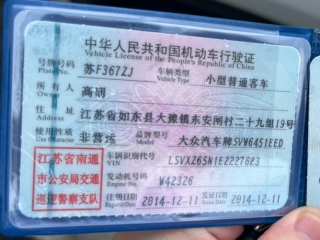 中华人民共和国机动车行驶证
Vehicle License of the People's Republic of China
号牌号码 苏F367ZJ 车辆类型 小型普通客车
Plate No. Vehicle Type
所有人 高胡
Owner
住址 江苏省如东县大豫镇东安闸村二十九组19号
Address
使用性质 非营运 品牌型号 大众汽车牌SVW6451EED
Use Character Model
江苏省南通 车辆识别代号 LSVXZ65N1E2227023
VIN
市公安局交通 发动机号码 W42326
Engine No.
巡逻警察支队 注册日期 2014-12-11 发证日期 2014-12-11
Register Date Issue Date